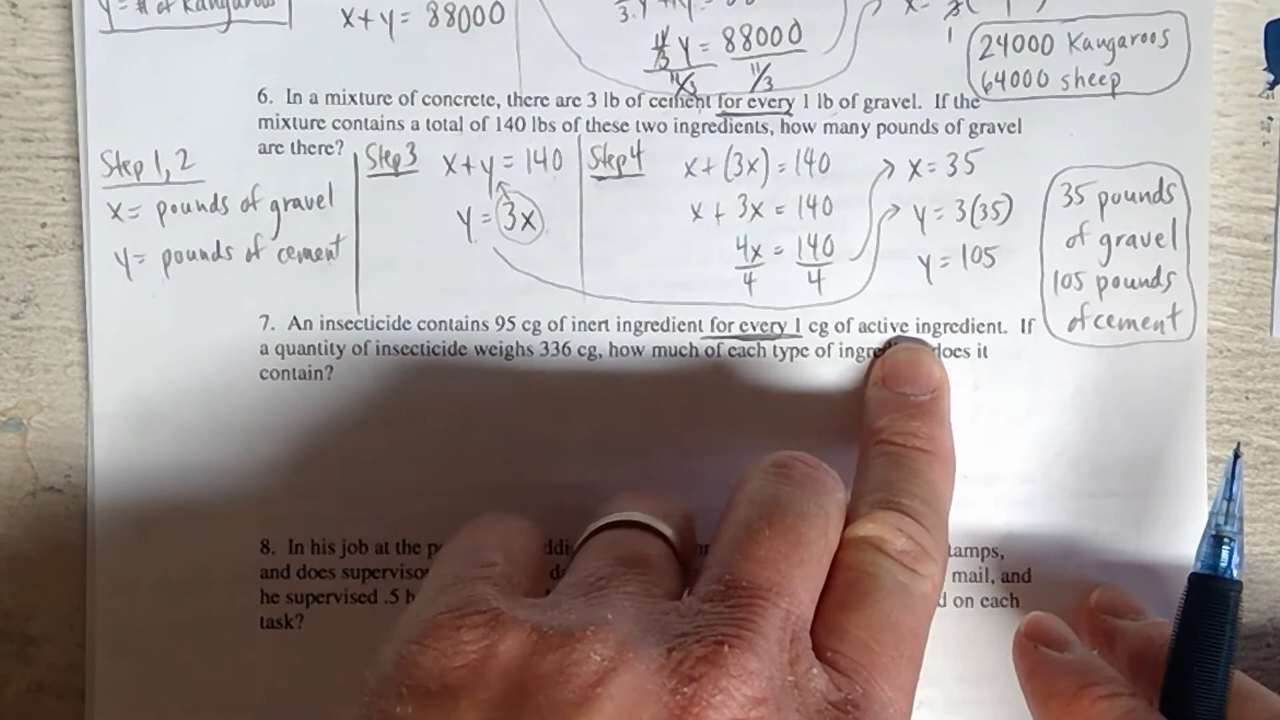 Kangaroos
x + y = 88000
y = 88000
11/3
24000 Kangaroos
64000 sheep
6. In a mixture of concrete, there are 3 lb of cement for every 1 lb of gravel. If the
mixture contains a total of 140 lbs of these two ingredients, how many pounds of gravel
are there?
Step 1, 2
x = pounds of gravel
y = pounds of cement
Step 3
x + y = 140
y = 3x
Step 4
x + (3x) = 140
x + 3x = 140
4x = 140
4 4
x = 35
y = 3(35)
y = 105
35 pounds
of gravel
105 pounds
of cement
7. An insecticide contains 95 cg of inert ingredient for every 1 cg of active ingredient. If
a quantity of insecticide weighs 336 cg, how much of each type of does it
contain?
8. In his job at the
and does
mail, and
he supervised .5
on each
task?